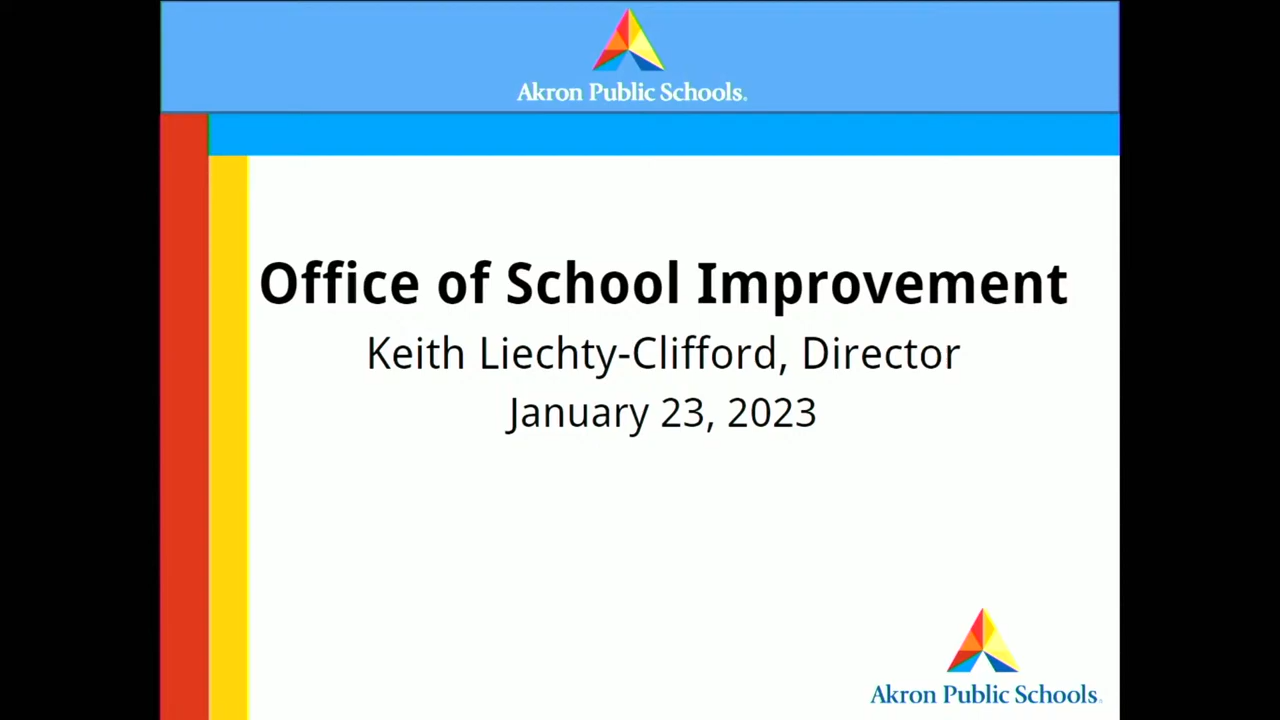 Akron Public Schools.
Office of School Improvement
Keith Liechty-Clifford, Director
January 23, 2023
Akron Public Schools.